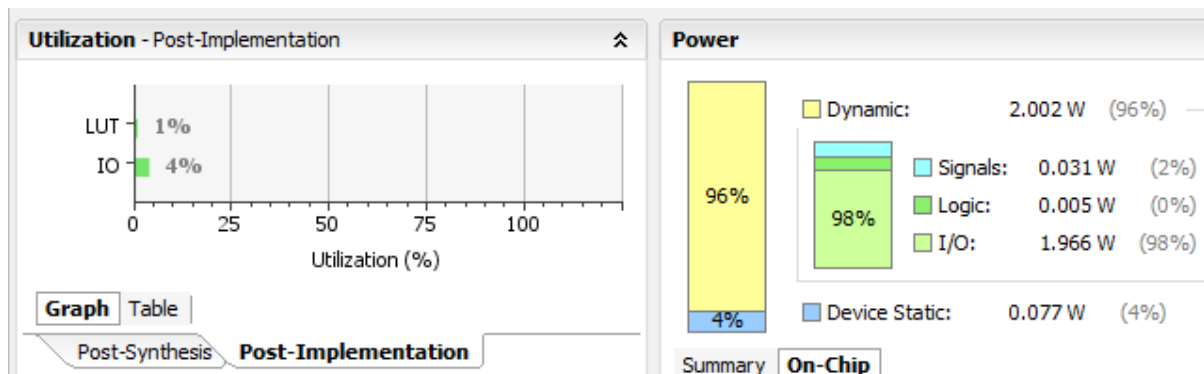 Utilization - Post-Implementation
LUT 1%
IO 4%
0 25 50 75 100
Utilization (%)
Graph Table
Post-Synthesis Post-Implementation
Power
96%
4%
Dynamic: 2.002 W (96%)
98%
Signals: 0.031 W (2%)
Logic: 0.005 W (0%)
I/O: 1.966 W (98%)
Device Static: 0.077 W (4%)
Summary On-Chip